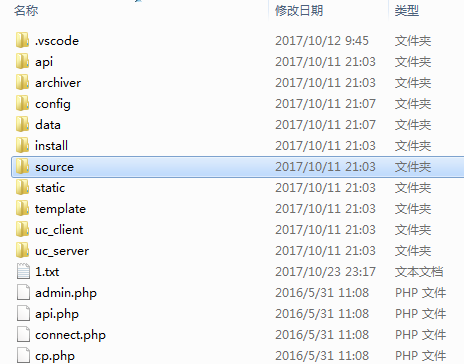 名称 修改日期 类型
.vscode 2017/10/12 9:45 文件夹
api 2017/10/11 21:03 文件夹
archiver 2017/10/11 21:03 文件夹
config 2017/10/11 21:07 文件夹
data 2017/10/11 21:07 文件夹
install 2017/10/11 21:03 文件夹
source 2017/10/11 21:03 文件夹
static 2017/10/11 21:03 文件夹
template 2017/10/11 21:03 文件夹
uc_client 2017/10/11 21:03 文件夹
uc_server 2017/10/11 21:03 文件夹
1.txt 2017/10/23 23:17 文本文档
admin.php 2016/5/31 11:08 PHP 文件
api.php 2016/5/31 11:08 PHP 文件
connect.php 2016/5/31 11:08 PHP 文件
cp.php 2016/5/31 11:08 PHP 文件